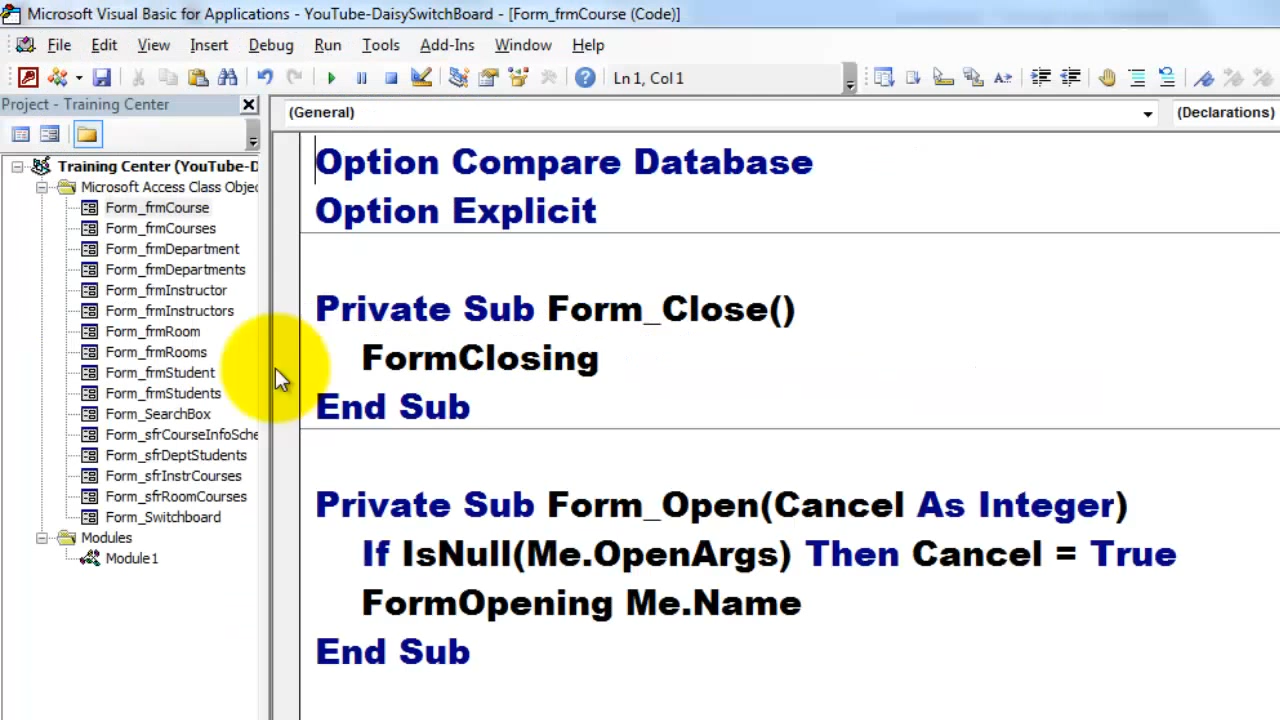 Microsoft Visual Basic for Applications - YouTube-DaisySwitchBoard - [Form_frmCourse (Code)]
File Edit View Insert Debug Run Tools Add-Ins Window Help
Ln 1, Col 1
Project - Training Center
(General) (Declarations)
Training Center (YouTube-D
Microsoft Access Class Objec
Form_frmCourse
Form_frmCourses
Form_frmDepartment
Form_frmDepartments
Form_frmInstructor
Form_frmInstructors
Form_frmRoom
Form_frmRooms
Form_frmStudent
Form_frmStudents
Form_SearchBox
Form_sfrCourseInfoSche
Form_sfrDeptStudents
Form_sfrInstrCourses
Form_sfrRoomCourses
Form_Switchboard
Modules
Module1
Option Compare Database
Option Explicit
Private Sub Form_Close()
FormClosing
End Sub
Private Sub Form_Open(Cancel As Integer)
If IsNull(Me.OpenArgs) Then Cancel = True
FormOpening Me.Name
End Sub